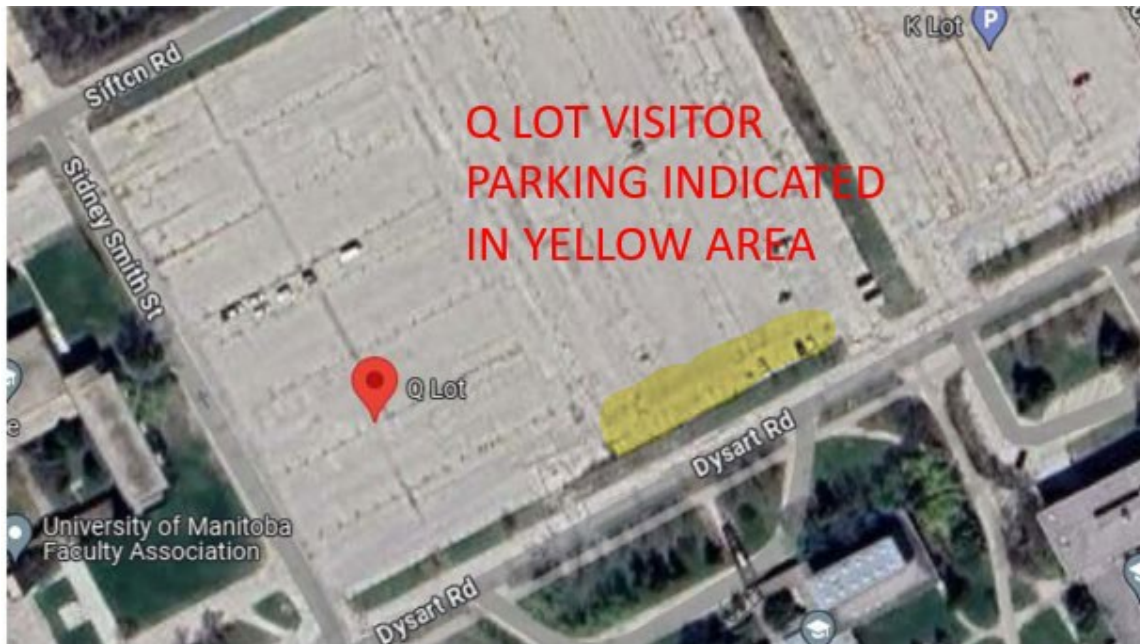 K Lot
P
Siftcn Rd
Q LOT VISITOR
PARKING INDICATED
IN YELLOW AREA
Sidney Smith St
Q Lot
Dysart Rd
e
University of Manitoba
Faculty Association
Dysart Rd